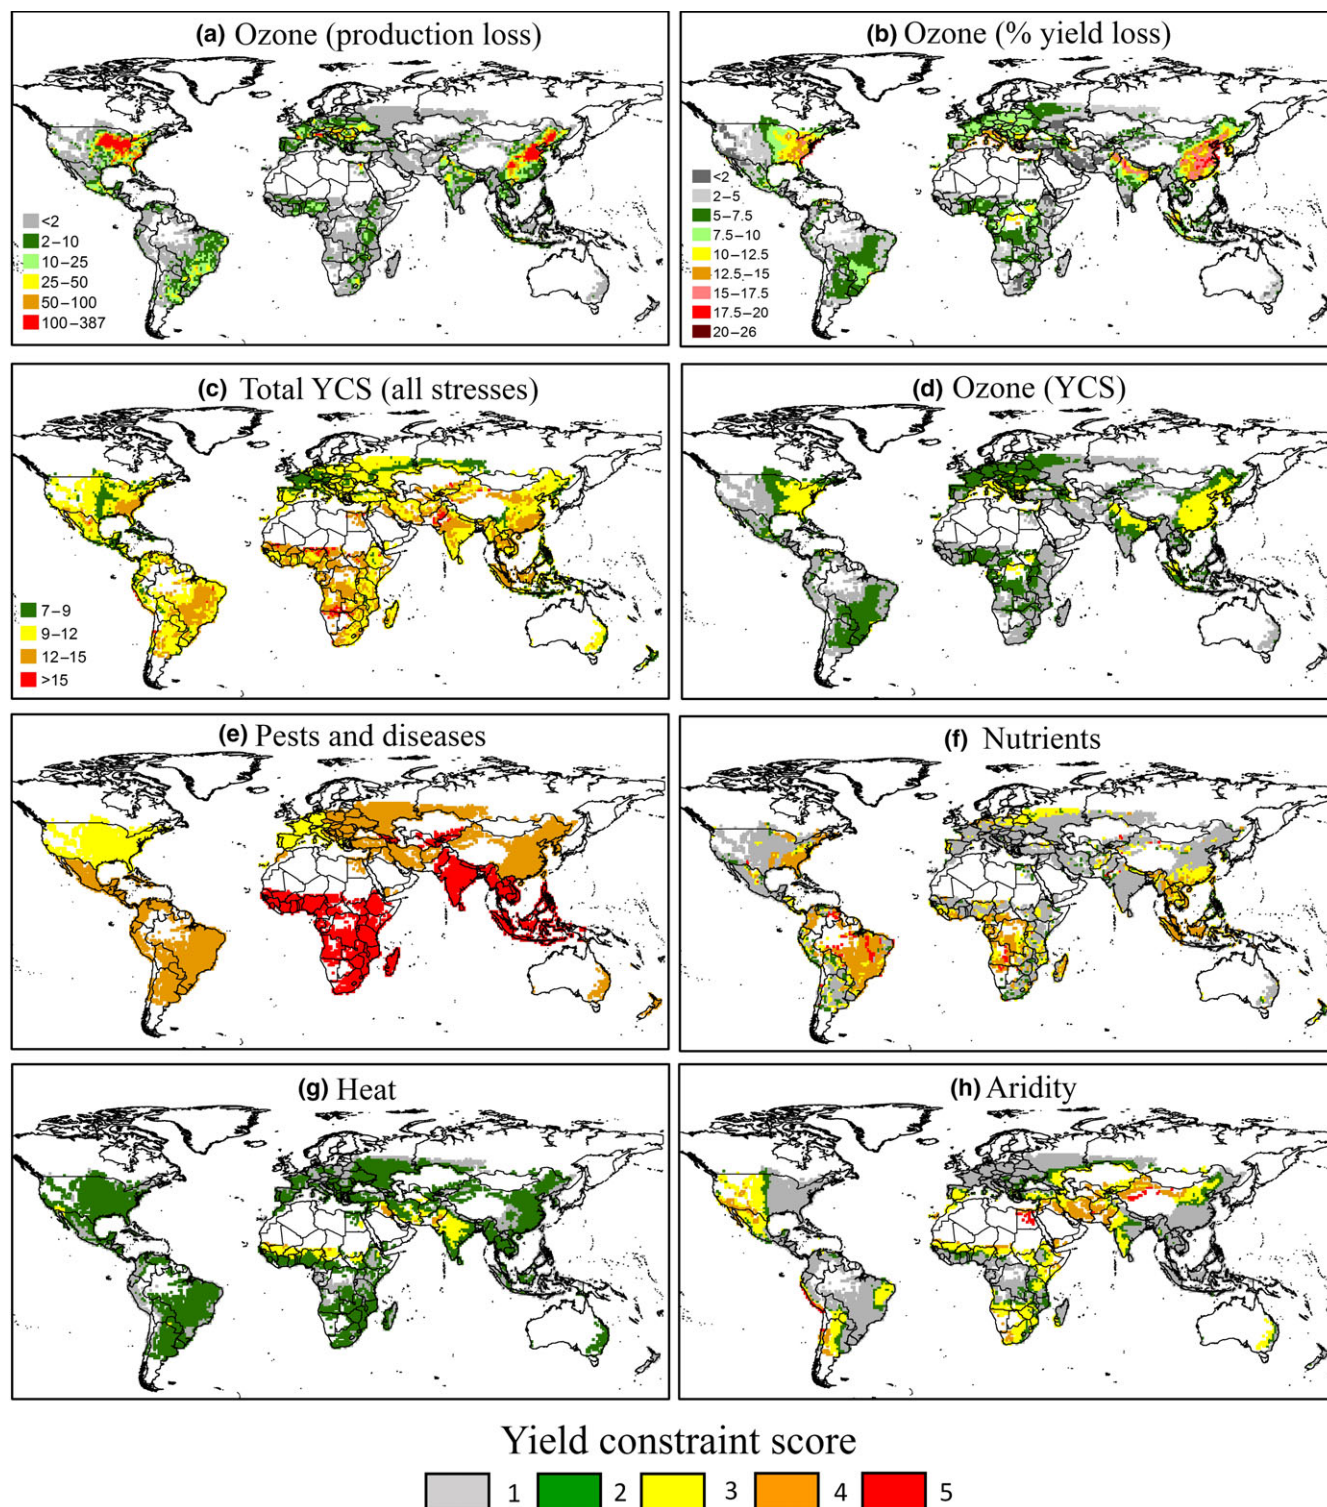 (a) Ozone (production loss)
<2
2–10
10–25
25–50
50–100
100–387
(b) Ozone (% yield loss)
<2
2–5
5–7.5
7.5–10
10–12.5
12.5–15
15–17.5
17.5–20
20–26
(c) Total YCS (all stresses)
7–9
9–12
12–15
>15
(d) Ozone (YCS)
(e) Pests and diseases
(f) Nutrients
(g) Heat
(h) Aridity
Yield constraint score
1 2 3 4 5